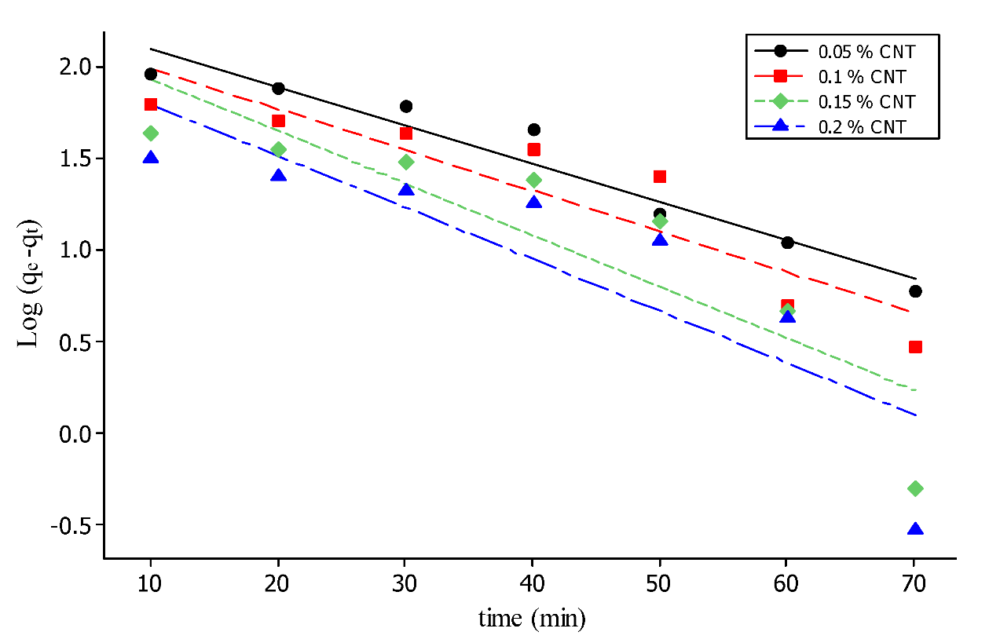 0.05 % CNT
0.1 % CNT
0.15 % CNT
0.2 % CNT
Log (qe -qt)
2.0
1.5
1.0
0.5
0.0
-0.5
10 20 30 40 50 60 70
time (min)